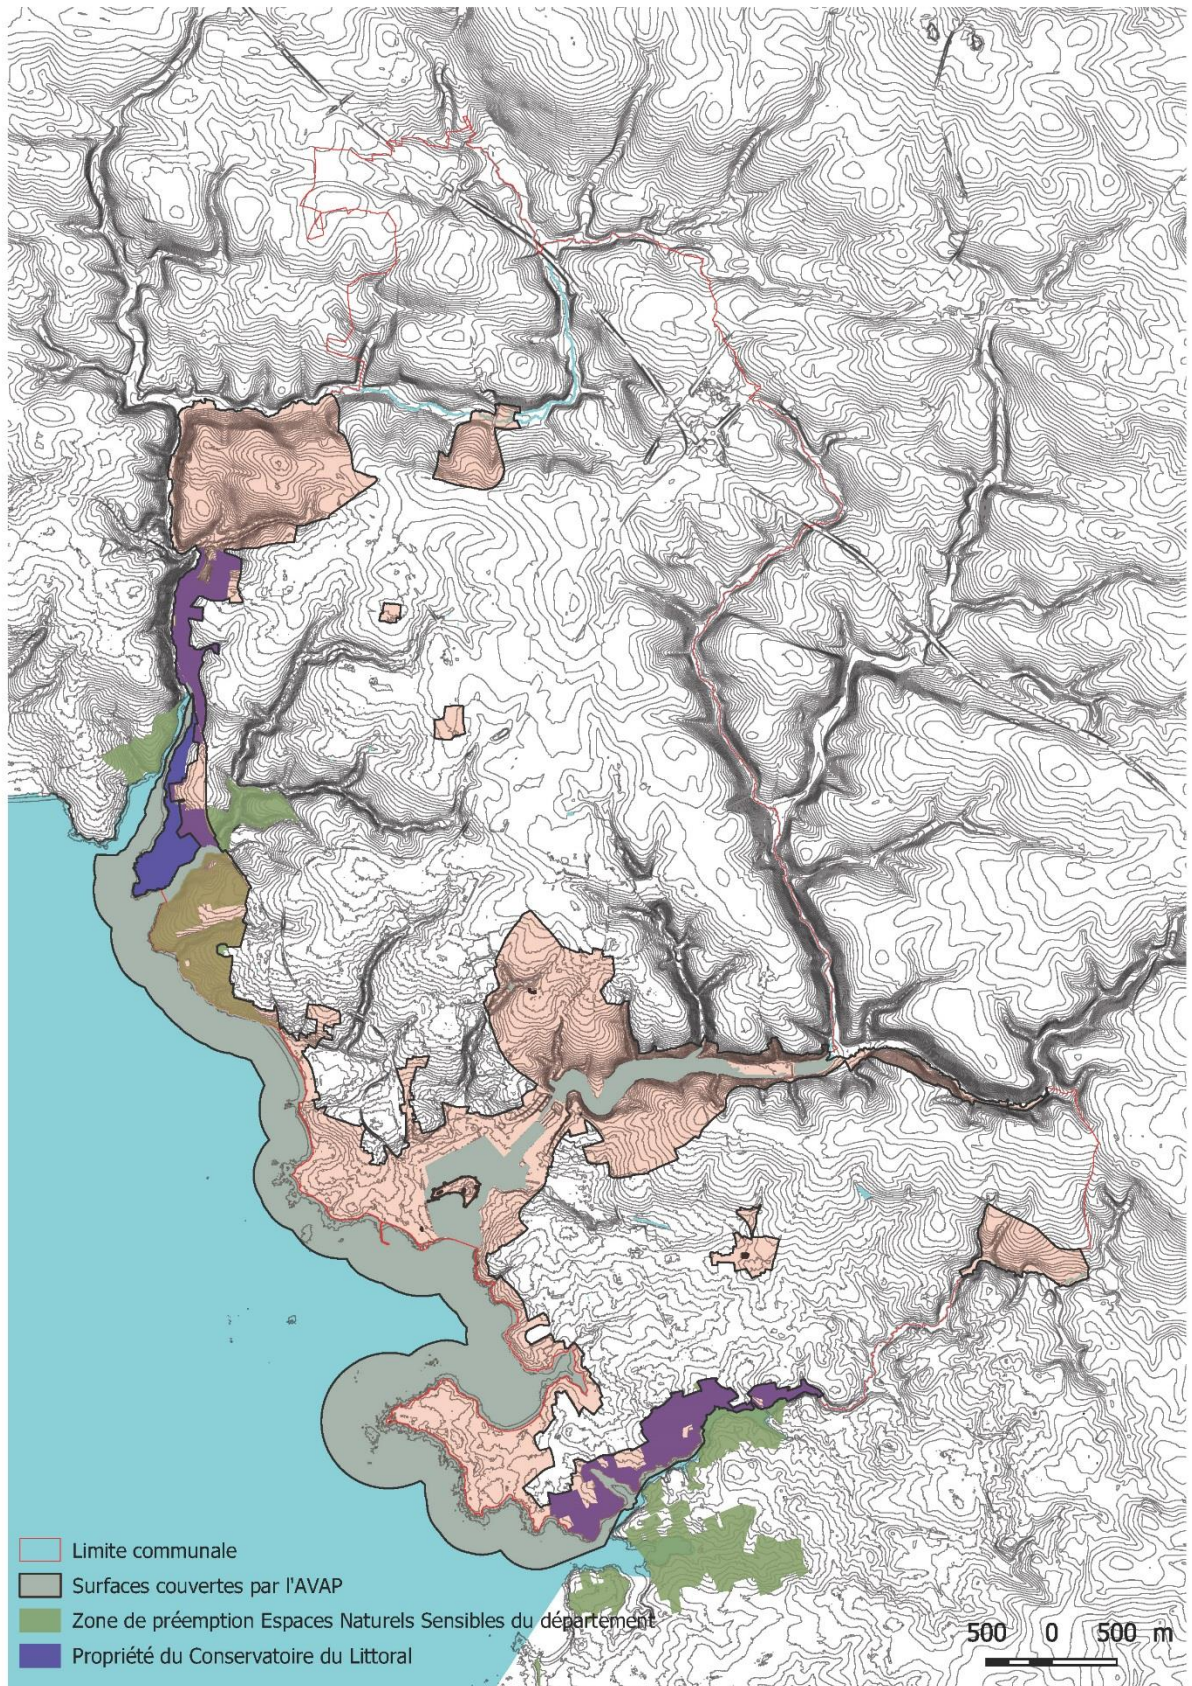 Limite communale
Surfaces couvertes par l'AVAP
Zone de préemption Espaces Naturels Sensibles du département
Propriété du Conservatoire du Littoral
500 0 500 m